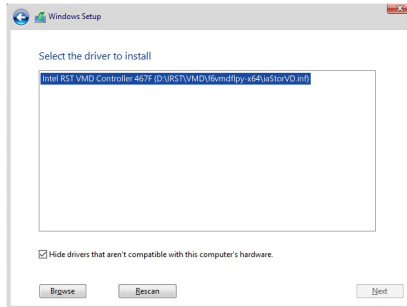 Windows Setup
Select the driver to install
Intel RST VMD Controller 467F (D:\IRST\VMD\f6vmdflpy-x64\iaStorVD.inf)
Hide drivers that aren't compatible with this computer's hardware.
Browse
Rescan
Next